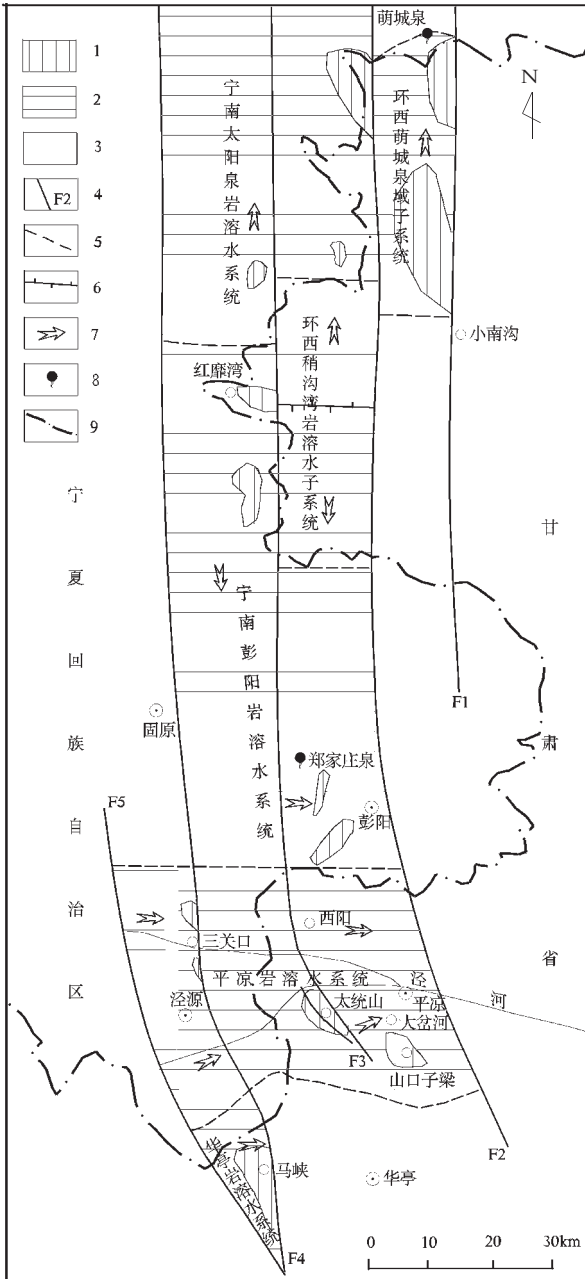 萌城泉
1
2
3
F2
4
5
6
7
8
9
N
宁南太阳泉岩溶水系统
环西萌城泉域子系统
小南沟
环西稍沟湾岩溶水子系统
红靡湾
宁夏回族自治区
甘肃省
宁南彭阳岩溶水系统
F1
固原
郑家庄泉
F5
彭阳
西阳
三关口
平凉岩溶水系统
泾河
泾源
太统山
平凉
大岔河
F3
山口子梁
F2
华亭岩溶水系统
马峡
华亭
F4
0 10 20 30km